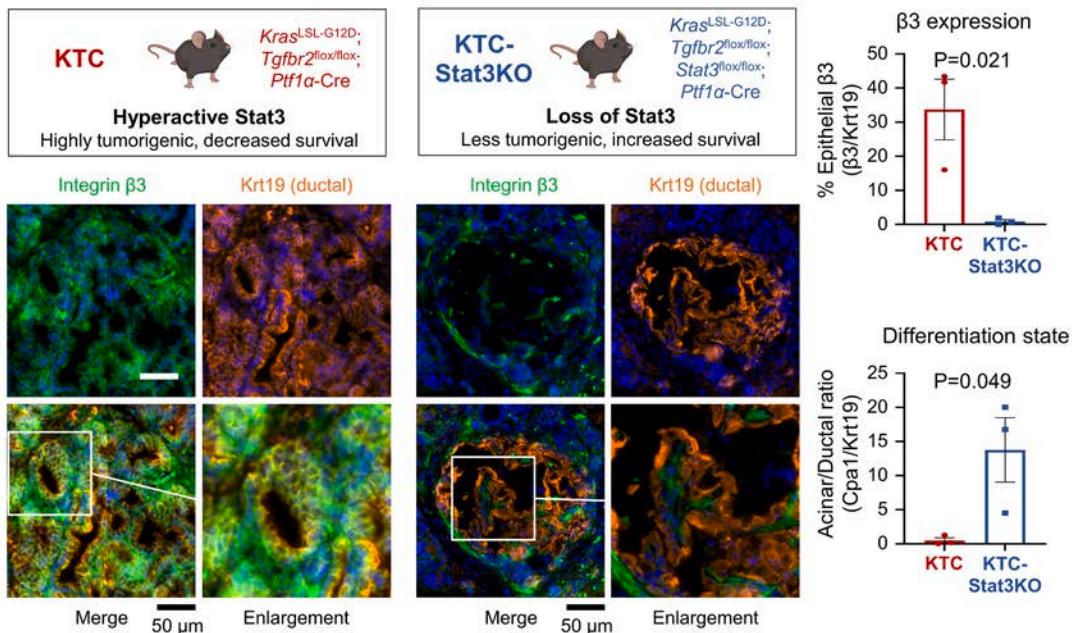 KTC
Kras^LSL-G12D;
Tgfbr2^flox/flox;
Ptf1α-Cre
Hyperactive Stat3
Highly tumorigenic, decreased survival
KTC-
Stat3KO
Kras^LSL-G12D;
Tgfbr2^flox/flox;
Stat3^flox/flox;
Ptf1α-Cre
Loss of Stat3
Less tumorigenic, increased survival
Integrin β3
Krt19 (ductal)
Integrin β3
Krt19 (ductal)
Merge
50 µm
Enlargement
Merge
50 µm
Enlargement
β3 expression
P=0.021
% Epithelial β3
(β3/Krt19)
50
40
30
20
10
0
KTC
KTC-
Stat3KO
Differentiation state
P=0.049
Acinar/Ductal ratio
(Cpa1/Krt19)
25
20
15
10
5
0
KTC
KTC-
Stat3KO